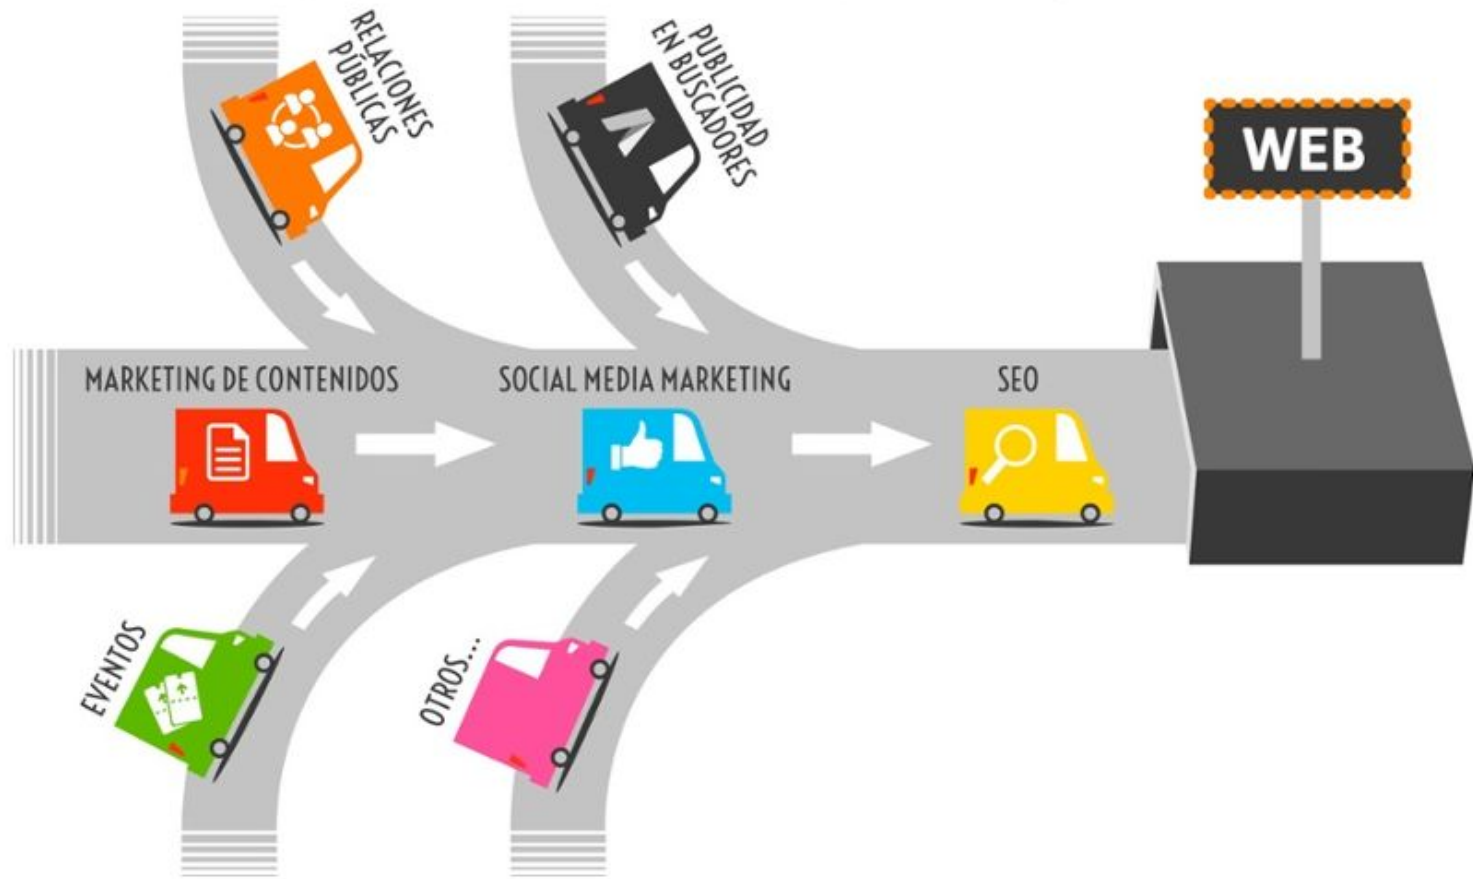 RELACIONES
PÚBLICAS
PUBLICIDAD
EN BUSCADORES
WEB
MARKETING DE CONTENIDOS
SOCIAL MEDIA MARKETING
SEO
EVENTOS
OTROS...